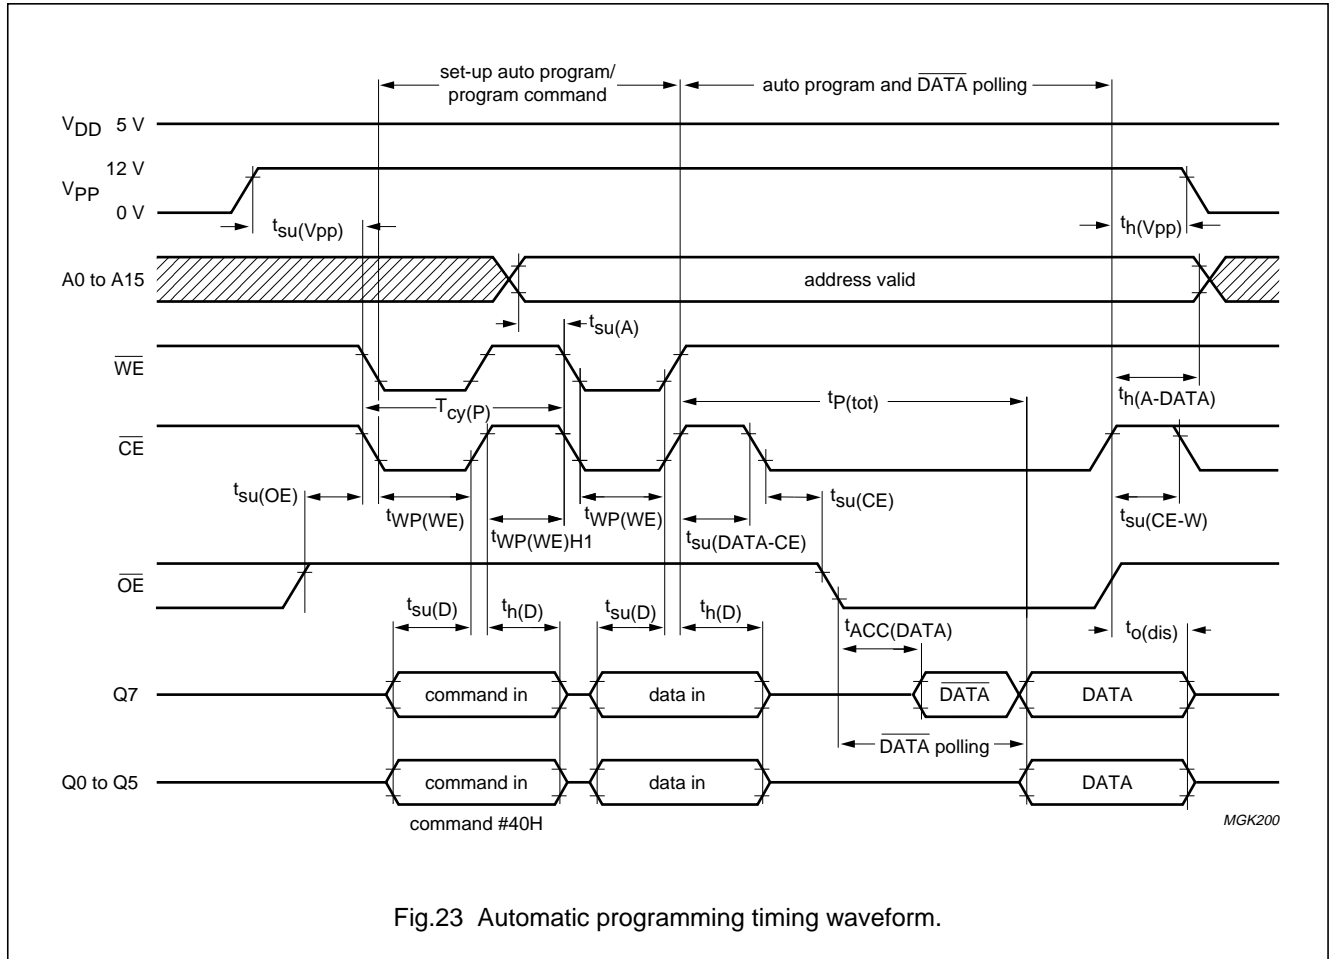 set-up auto program/
program command
auto program and DATA polling
VDD 5 V
12 V
VPP
0 V
tsu(Vpp)
th(Vpp)
A0 to A15
address valid
tsu(A)
WE
Tcy(P)
tP(tot)
th(A-DATA)
CE
tsu(OE)
tWP(WE)
tWP(WE)H1
tWP(WE)
tsu(DATA-CE)
tsu(CE)
tsu(CE-W)
OE
tsu(D)
th(D)
tsu(D)
th(D)
tACC(DATA)
to(dis)
Q7
command in
data in
DATA
DATA
DATA polling
Q0 to Q5
command in
data in
DATA
command #40H
MGK200
Fig.23 Automatic programming timing waveform.